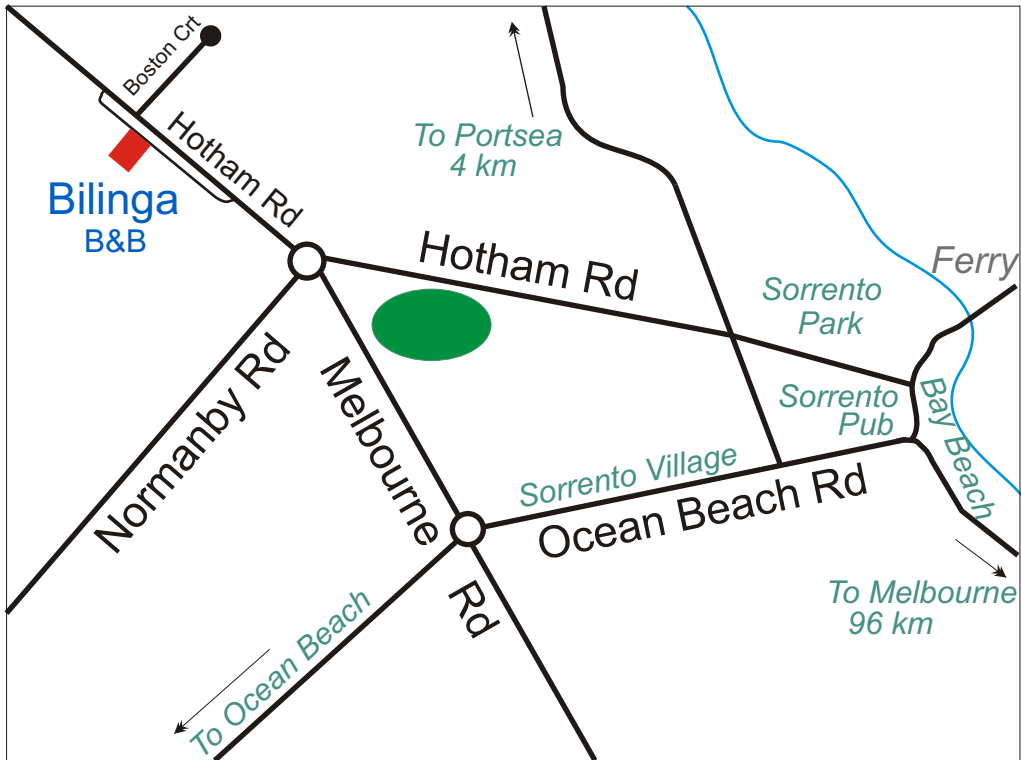 Boston Crt
Hotham Rd
Bilinga
B&B
To Portsea
4 km
Hotham Rd
Ferry
Sorrento
Park
Sorrento
Pub
Bay Beach
Normanby Rd
Melbourne
Rd
Sorrento Village
Ocean Beach Rd
To Ocean Beach
To Melbourne
96 km